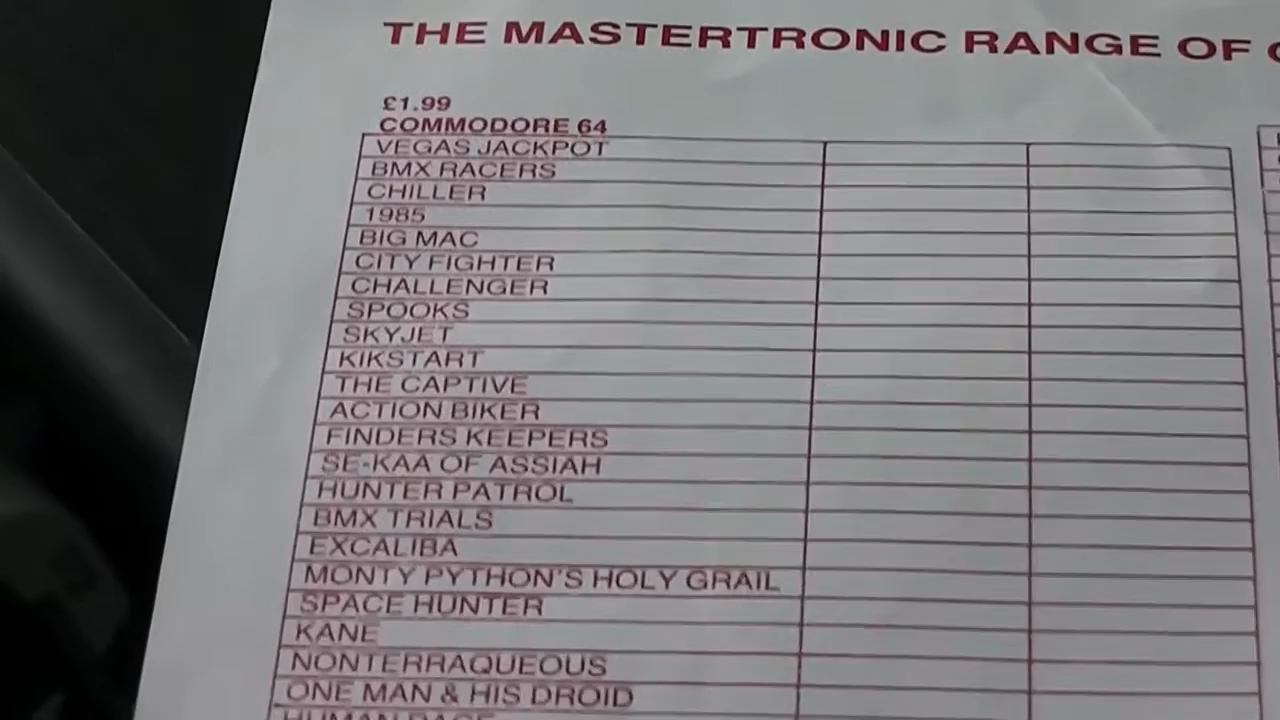 THE MASTERTRONIC RANGE OF
£1.99
COMMODORE 64
VEGAS JACKPOT
BMX RACERS
CHILLER
1985
BIG MAC
CITY FIGHTER
CHALLENGER
SPOOKS
SKYJET
KIKSTART
THE CAPTIVE
ACTION BIKER
FINDERS KEEPERS
SE-KAA OF ASSIAH
HUNTER PATROL
BMX TRIALS
EXCALIBA
MONTY PYTHON'S HOLY GRAIL
SPACE HUNTER
KANE
NONTERRAQUEOUS
ONE MAN & HIS DROID
HUMAN RACE